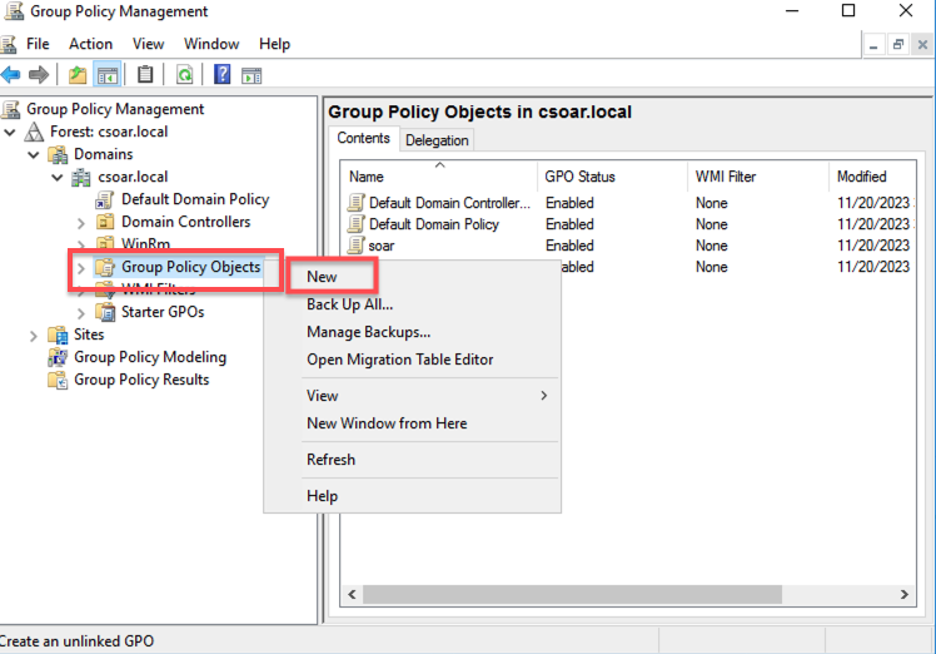 Group Policy Management
File Action View Window Help
Group Policy Management
Forest: csoar.local
Domains
csoar.local
Default Domain Policy
Domain Controllers
WinRm
Group Policy Objects
WMI Filters
Starter GPOs
Sites
Group Policy Modeling
Group Policy Results
Group Policy Objects in csoar.local
Contents Delegation
Name GPO Status WMI Filter Modified
Default Domain Controller... Enabled None 11/20/2023
Default Domain Policy Enabled None 11/20/2023
soar Enabled None 11/20/2023
abled None 11/20/2023
New
Back Up All...
Manage Backups...
Open Migration Table Editor
View
New Window from Here
Refresh
Help
Create an unlinked GPO